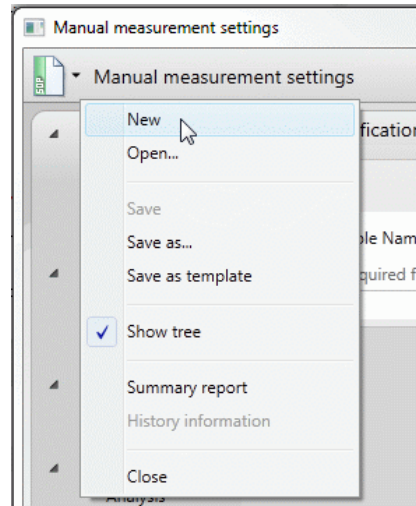 Manual measurement settings
SOP
Manual measurement settings
New
Open...
Save
Save as...
Save as template
Show tree
Summary report
History information
Close